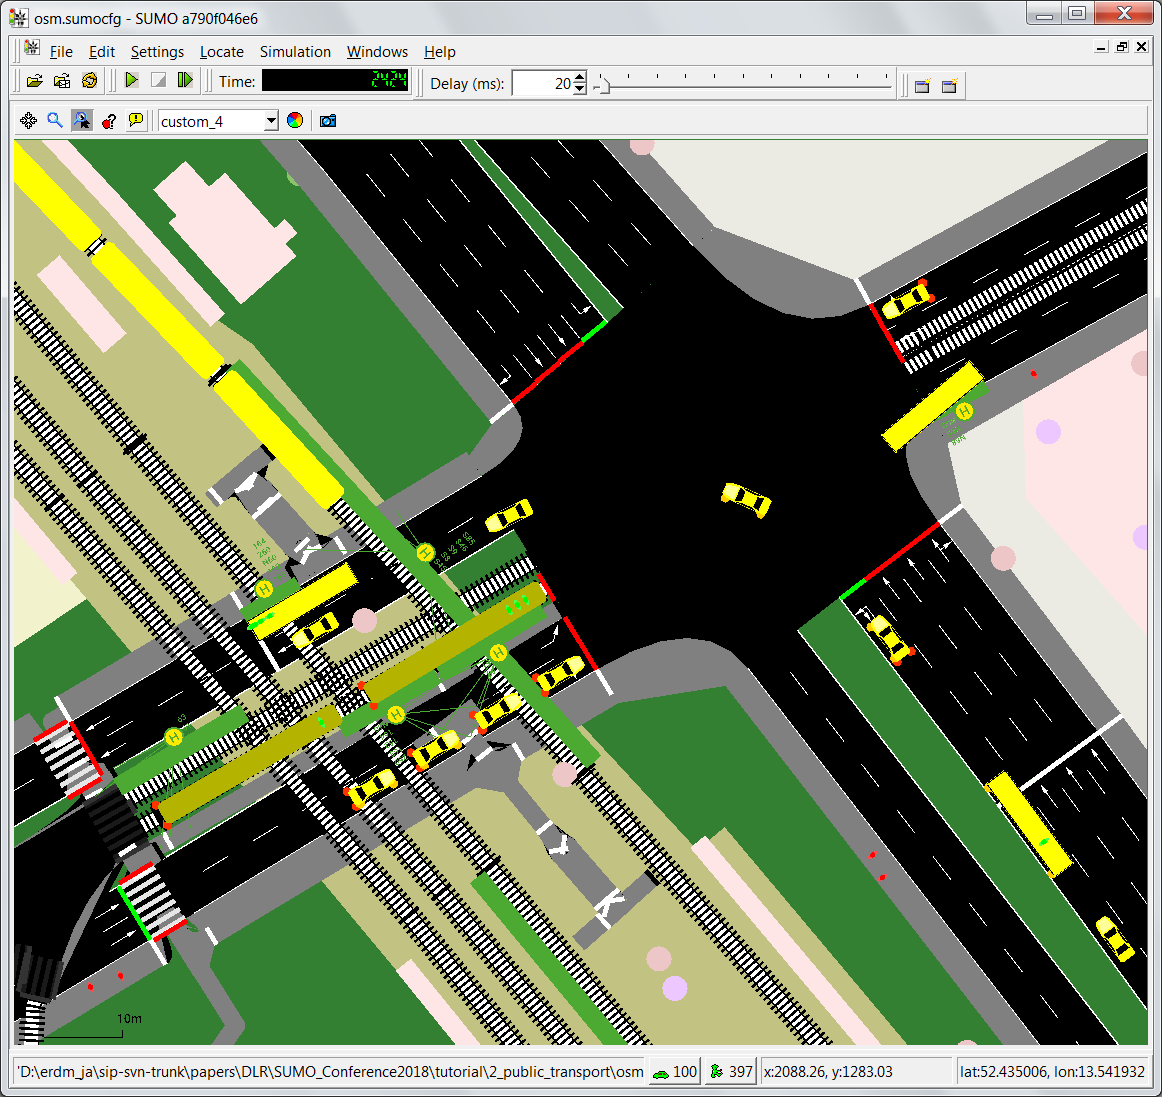 osm.sumocfg - SUMO a790f046e6
File Edit Settings Locate Simulation Windows Help
Time: 242 Delay (ms): 20
custom_4
H
H
H
H
H
H
10m
'D:\erdm_ja\sip-svn-trunk\papers\DLR\SUMO_Conference2018\tutorial\2_public_transport\osm 100 397 x:2088.26, y:1283.03 lat:52.435006, lon:13.541932